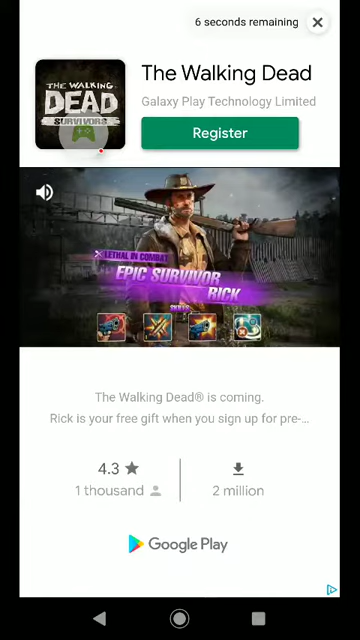 6 seconds remaining
The Walking Dead
THE WALKING
DEAD
SURVIVORS
Galaxy Play Technology Limited
Register
LETHAL IN COMBAT
EPIC SURVIVOR
RICK
SKILLS
The Walking Dead® is coming.
Rick is your free gift when you sign up for pre-...
4.3
1 thousand
2 million
Google Play